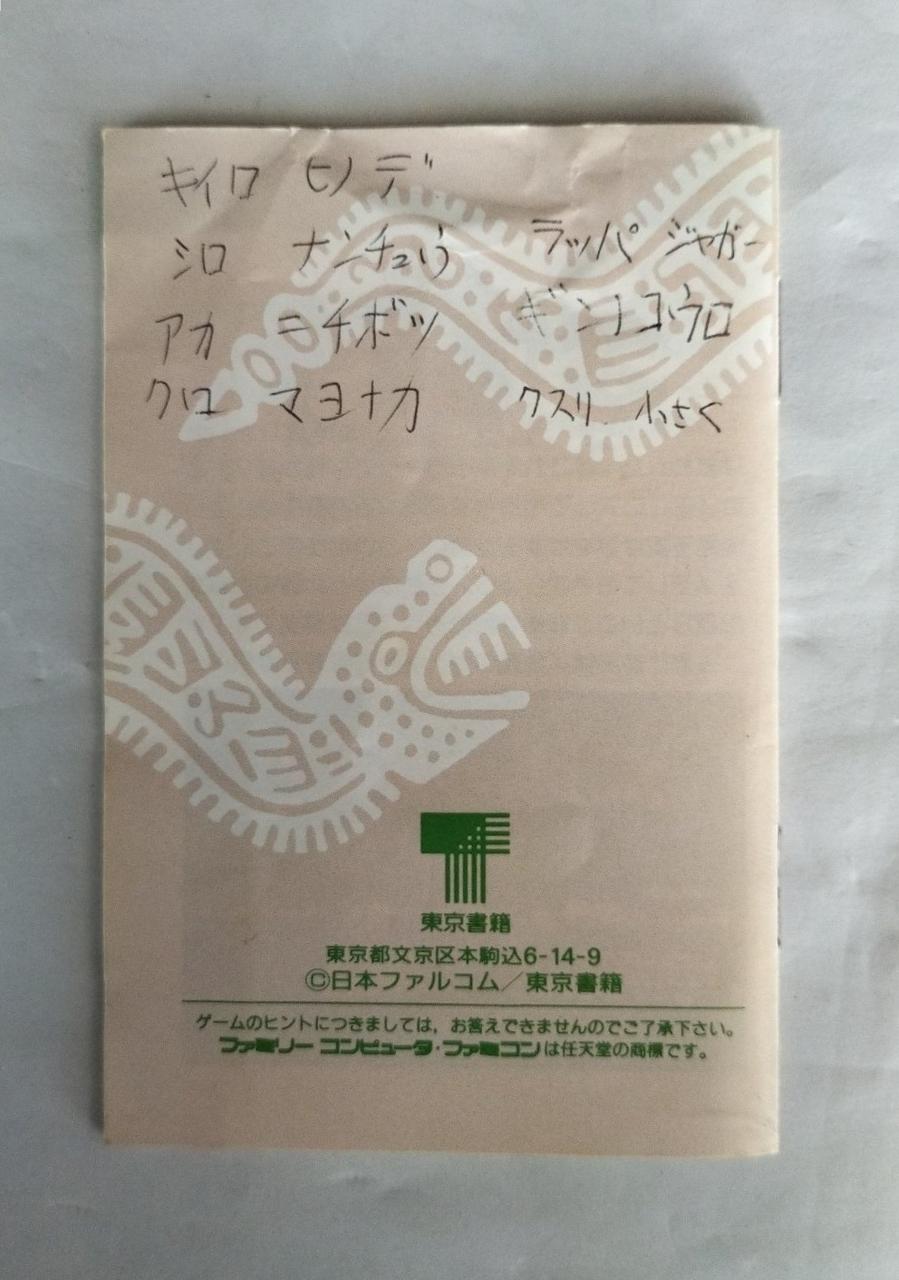 キイロ ヒノデ
シロ ナンチュウ ラッパ ジャガー
アカ ニチボツ ギンノコウロ
クロ マヨナカ クスリ 小さく
東京書籍
東京都文京区本駒込6-14-9
©日本ファルコム/東京書籍
ゲームのヒントにつきましては、お答えできませんのでご了承下さい。
ファミリーコンピュータ・ファミコンは任天堂の商標です。